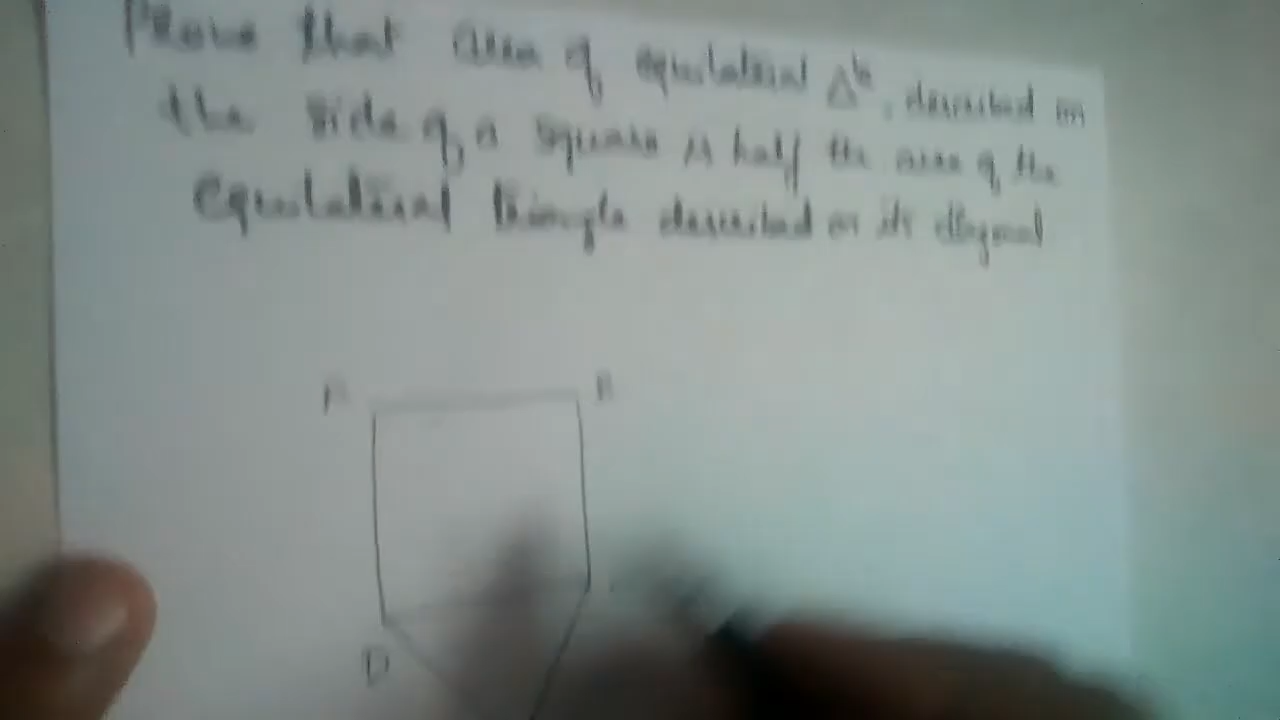 Prove that area of equilateral Δle, described on
the side of a square is half the area of the
equilateral triangle described on its diagonal
A B
D